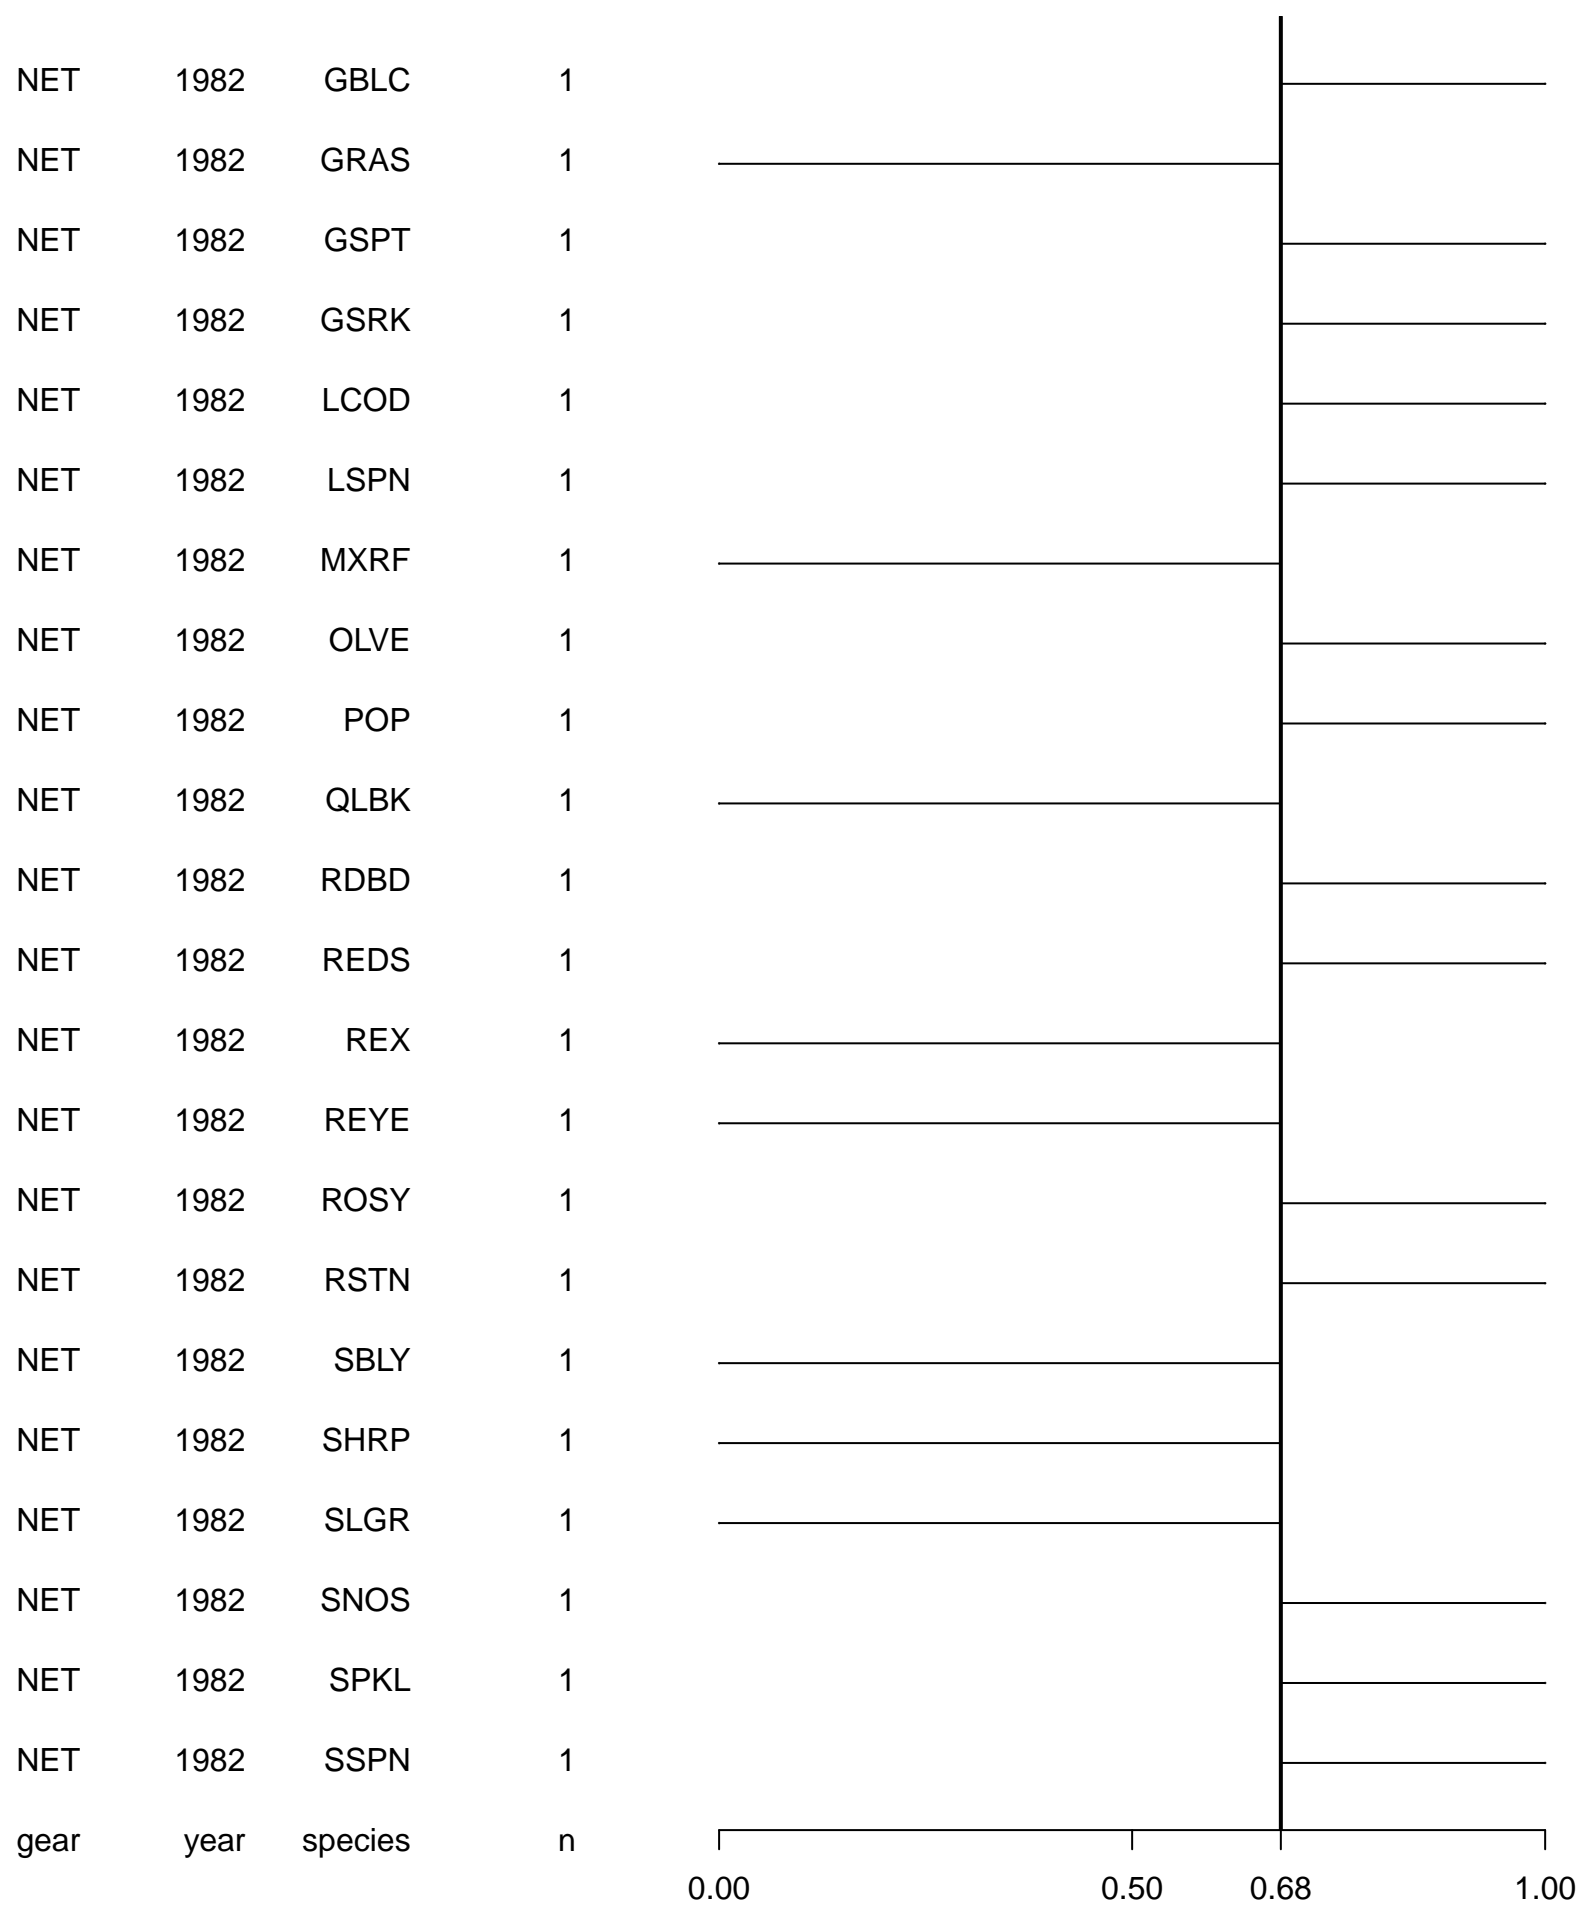 NET 1982 GBLC 1
NET 1982 GRAS 1
NET 1982 GSPT 1
NET 1982 GSRK 1
NET 1982 LCOD 1
NET 1982 LSPN 1
NET 1982 MXRF 1
NET 1982 OLVE 1
NET 1982 POP 1
NET 1982 QLBK 1
NET 1982 RDBD 1
NET 1982 REDS 1
NET 1982 REX 1
NET 1982 REYE 1
NET 1982 ROSY 1
NET 1982 RSTN 1
NET 1982 SBLY 1
NET 1982 SHRP 1
NET 1982 SLGR 1
NET 1982 SNOS 1
NET 1982 SPKL 1
NET 1982 SSPN 1
gear year species n
0.00 0.50 0.68 1.00